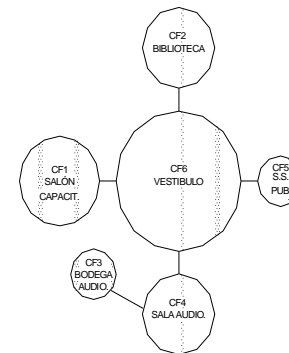 CF2
BIBLIOTECA
CF1
SALÓN
CAPACIT.
CF6
VESTIBULO
CF5
S.S.
PUB.
CF3
BODEGA
AUDIO.
CF4
SALA AUDIO.